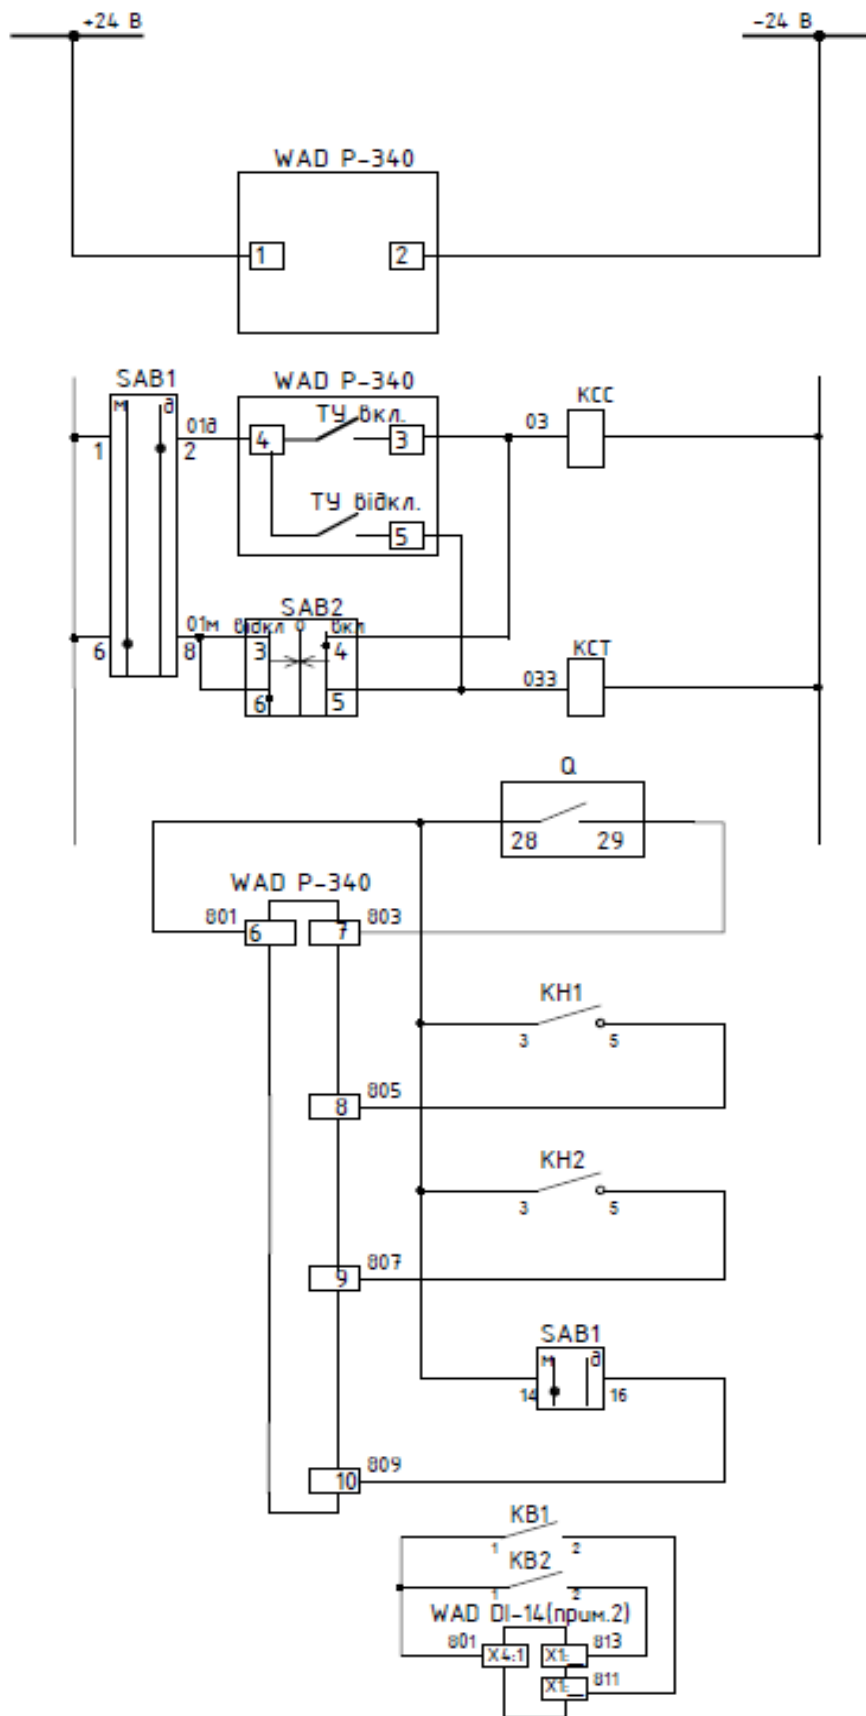 +24 В
-24 В
WAD P-340
1
2
SAB1
WAD P-340
КСС
м
д
01д
ТУ вкл.
03
1
2
4
3
ТУ відкл.
5
SAB2
01м
відкл
0
вкл
6
8
3
4
КСТ
033
6
5
Q
28
29
WAD P-340
801
6
7
803
КН1
3
5
8
805
КН2
3
5
9
807
SAB1
м
д
14
16
10
809
КВ1
1
2
КВ2
1
2
WAD DI-14(прим.2)
801
X4:1
X1:_
813
X1:_
811